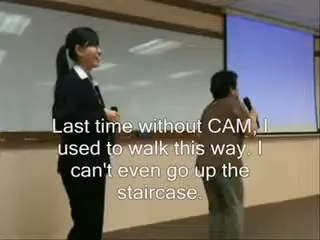 Last time without CAM, I
used to walk this way. I
can't even go up the
staircase.